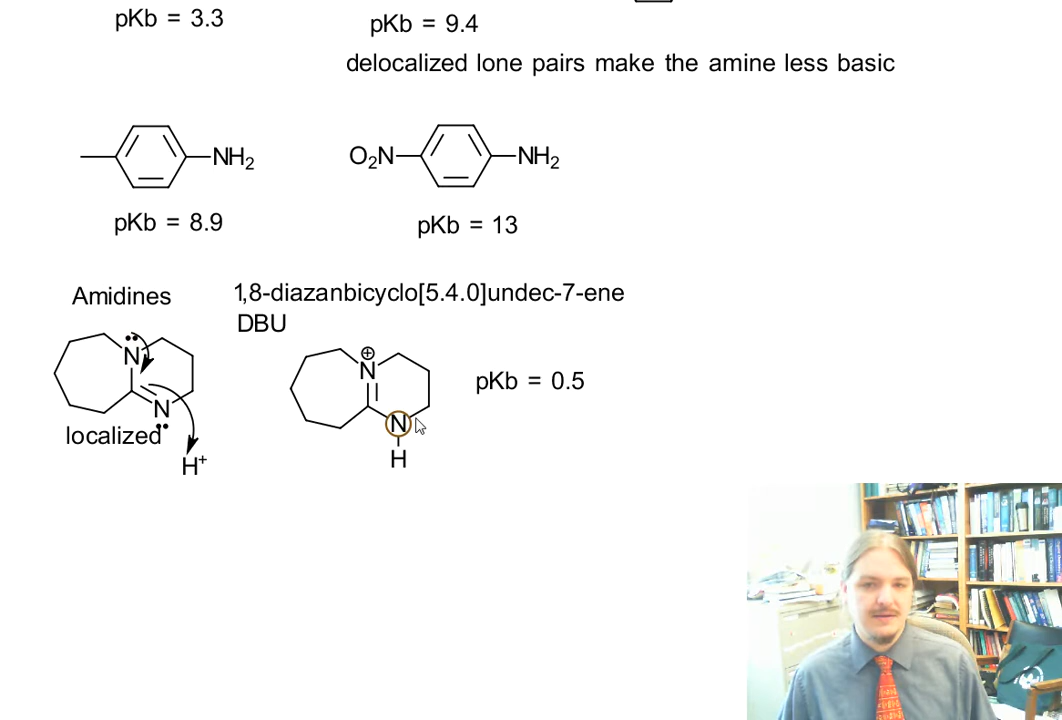 pKb = 3.3
pKb = 9.4
delocalized lone pairs make the amine less basic
NH2
O2N
NH2
pKb = 8.9
pKb = 13
Amidines
1,8-diazanbicyclo[5.4.0]undec-7-ene
DBU
N
N
localized
H+
⊕
N
N
H
pKb = 0.5